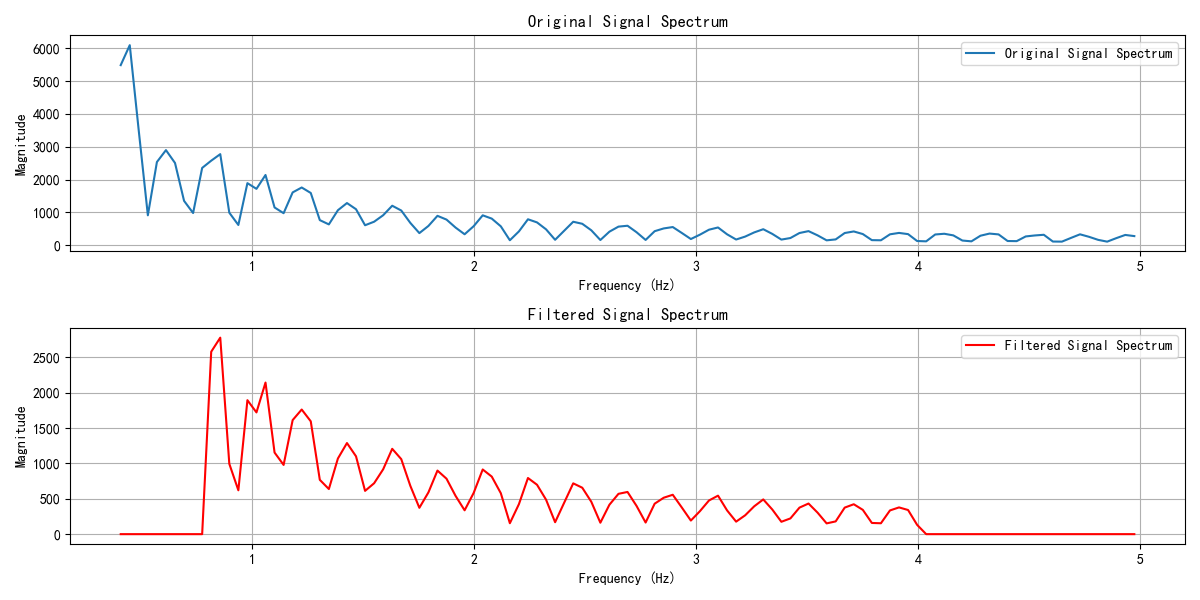 Original Signal Spectrum
6000
5000
4000
3000
2000
1000
0
Magnitude
Original Signal Spectrum
1 2 3 4 5
Frequency (Hz)
Filtered Signal Spectrum
2500
2000
1500
1000
500
0
Magnitude
Filtered Signal Spectrum
1 2 3 4 5
Frequency (Hz)